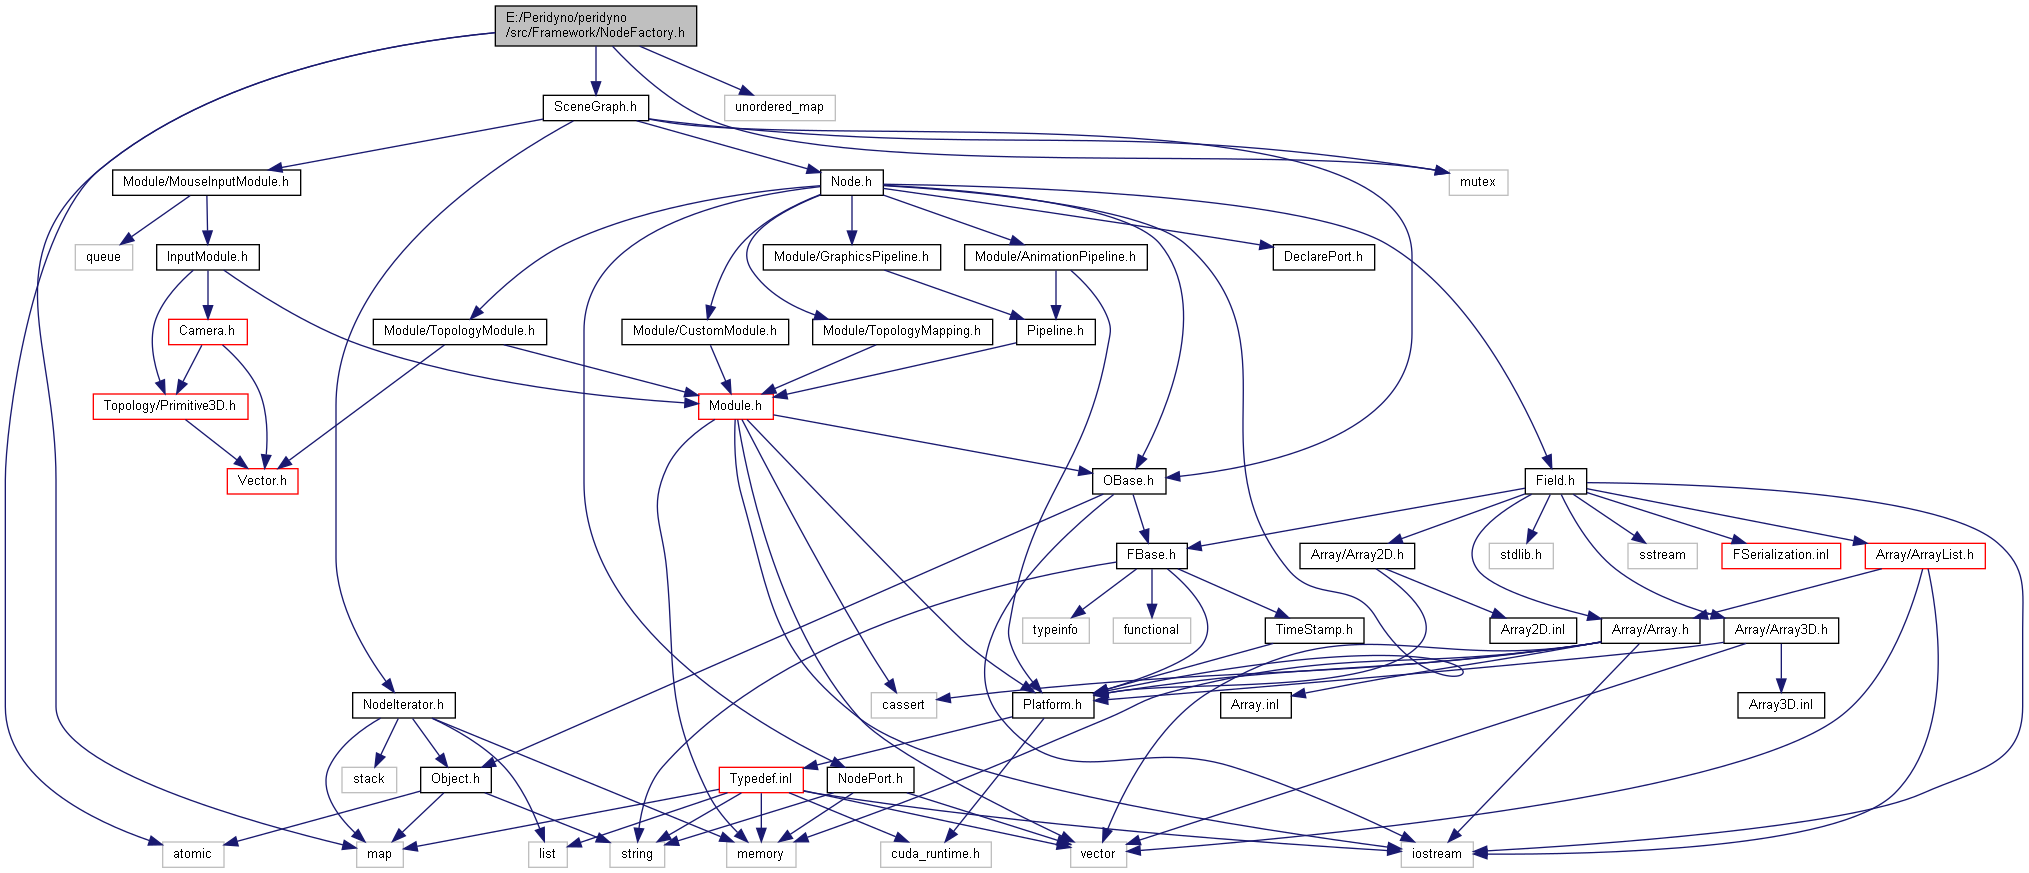 E:/Peridyno/peridyno
/src/Framework/NodeFactory.h
SceneGraph.h
unordered_map
Module/MouseInputModule.h
Node.h
mutex
queue
InputModule.h
Module/GraphicsPipeline.h
Module/AnimationPipeline.h
DeclarePort.h
Camera.h
Module/TopologyModule.h
Module/CustomModule.h
Module/TopologyMapping.h
Pipeline.h
Topology/Primitive3D.h
Module.h
Vector.h
OBase.h
Field.h
FBase.h
Array/Array2D.h
stdlib.h
sstream
FSerialization.inl
Array/ArrayList.h
typeinfo
functional
TimeStamp.h
Array2D.inl
Array/Array.h
Array/Array3D.h
NodeIterator.h
cassert
Platform.h
Array.inl
Array3D.inl
stack
Object.h
Typedef.inl
NodePort.h
atomic
map
list
string
memory
cuda_runtime.h
vector
iostream